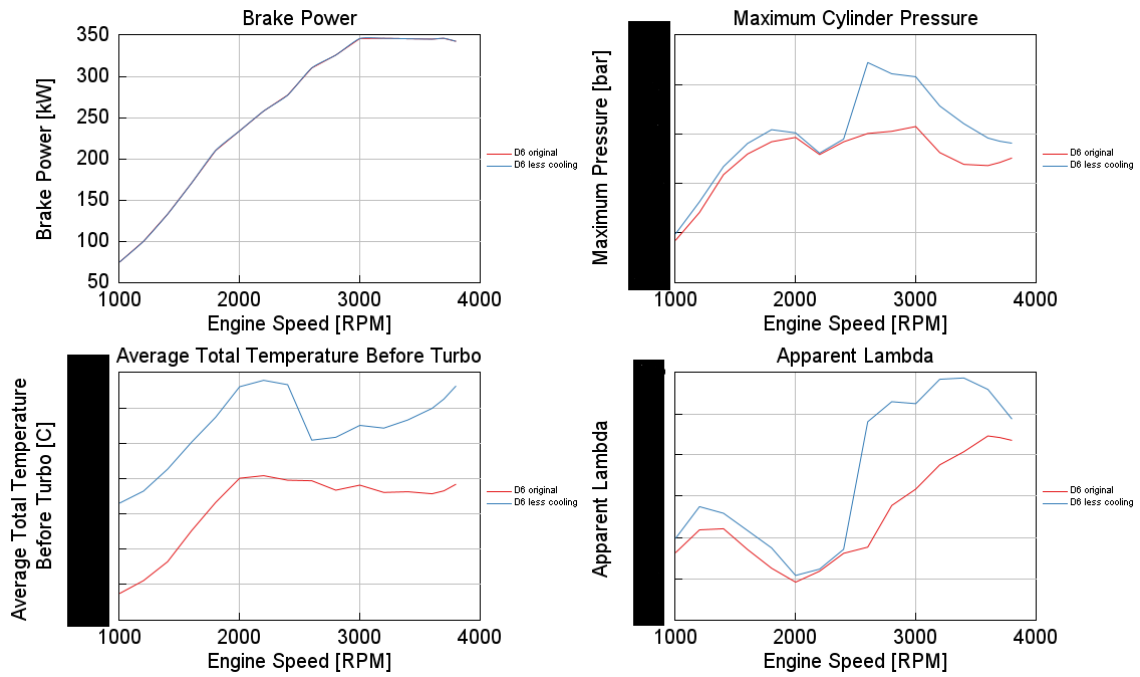 Brake Power
Brake Power [kW]
350
300
250
200
150
100
50
1000
2000
3000
4000
Engine Speed [RPM]
D6 original
D6 less cooling
Maximum Cylinder Pressure
Maximum Pressure [bar]
1000
2000
3000
4000
Engine Speed [RPM]
D6 original
D6 less cooling
Average Total Temperature Before Turbo
Average Total Temperature
Before Turbo [C]
1000
2000
3000
4000
Engine Speed [RPM]
D6 original
D6 less cooling
Apparent Lambda
Apparent Lambda
1000
2000
3000
4000
Engine Speed [RPM]
D6 original
D6 less cooling